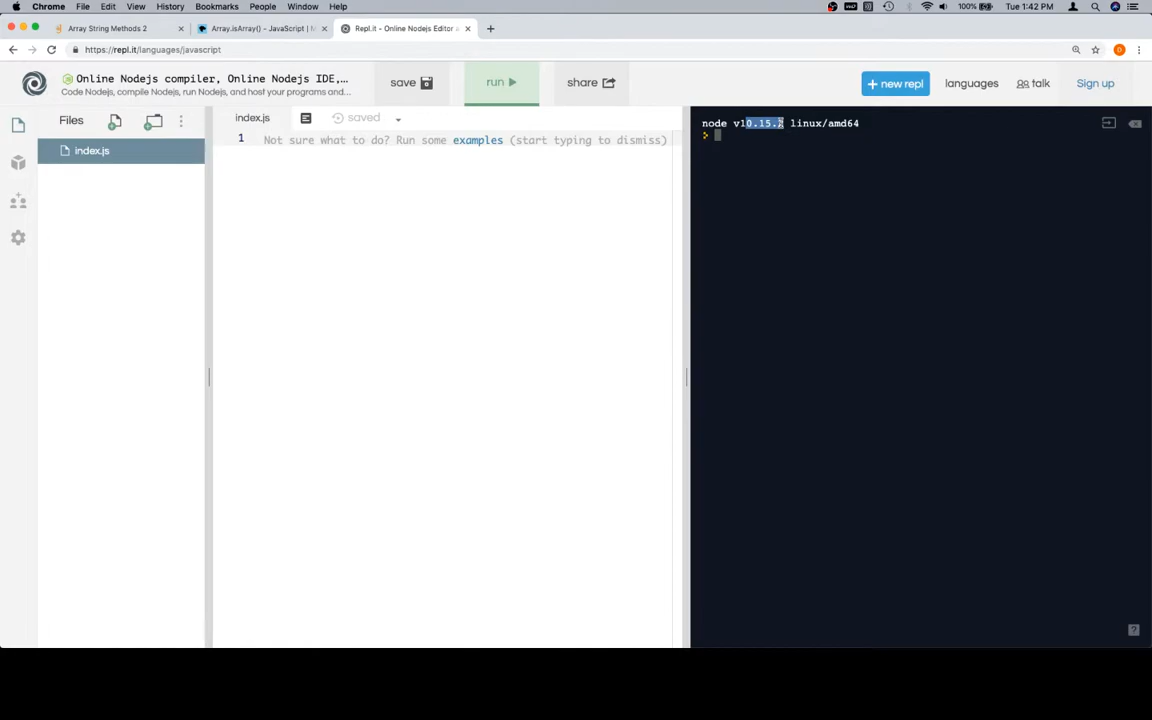 Chrome File Edit View History Bookmarks People Window Help 100% Tue 1:42 PM
Array String Methods 2
Array.isArray() - JavaScript | M
Repl.it - Online Nodejs Editor a
https://repl.it/languages/javascript
Online Nodejs compiler, Online Nodejs IDE,...
Code Nodejs, compile Nodejs, run Nodejs, and host your programs and...
save
run
share
+ new repl
languages
talk
Sign up
Files
index.js
saved
node v10.15. linux/amd64
1 Not sure what to do? Run some examples (start typing to dismiss)
index.js